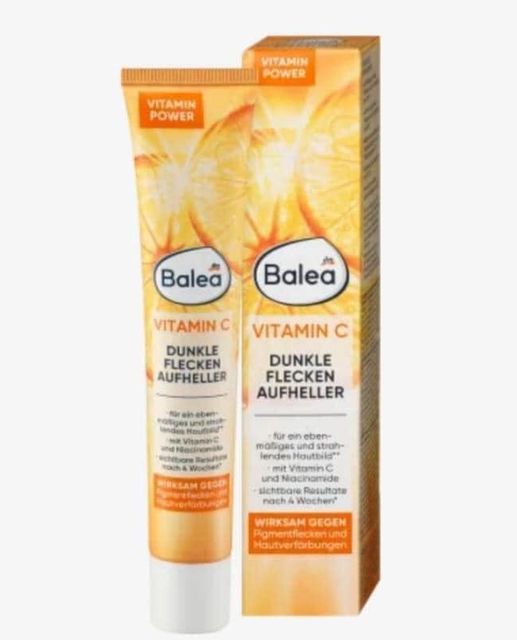 VITAMIN
POWER
Balea
VITAMIN C
DUNKLE
FLECKEN
AUFHELLER
· für ein eben-
mäßiges und strah-
lendes Hautbild**
· mit Vitamin C
und Niacinamide
· sichtbare Resultate
nach 4 Wochen*
WIRKSAM GEGEN
Pigmentflecken und
Hautverfärbungen
VITAMIN
POWER
dm
Balea
VITAMIN C
DUNKLE
FLECKEN
AUFHELLER
· für ein eben-
mäßiges und strah-
lendes Hautbild**
· mit Vitamin C
und Niacinamide
· sichtbare Resultate
nach 4 Wochen*
WIRKSAM GEGEN
Pigmentflecken und
Hautverfärbungen